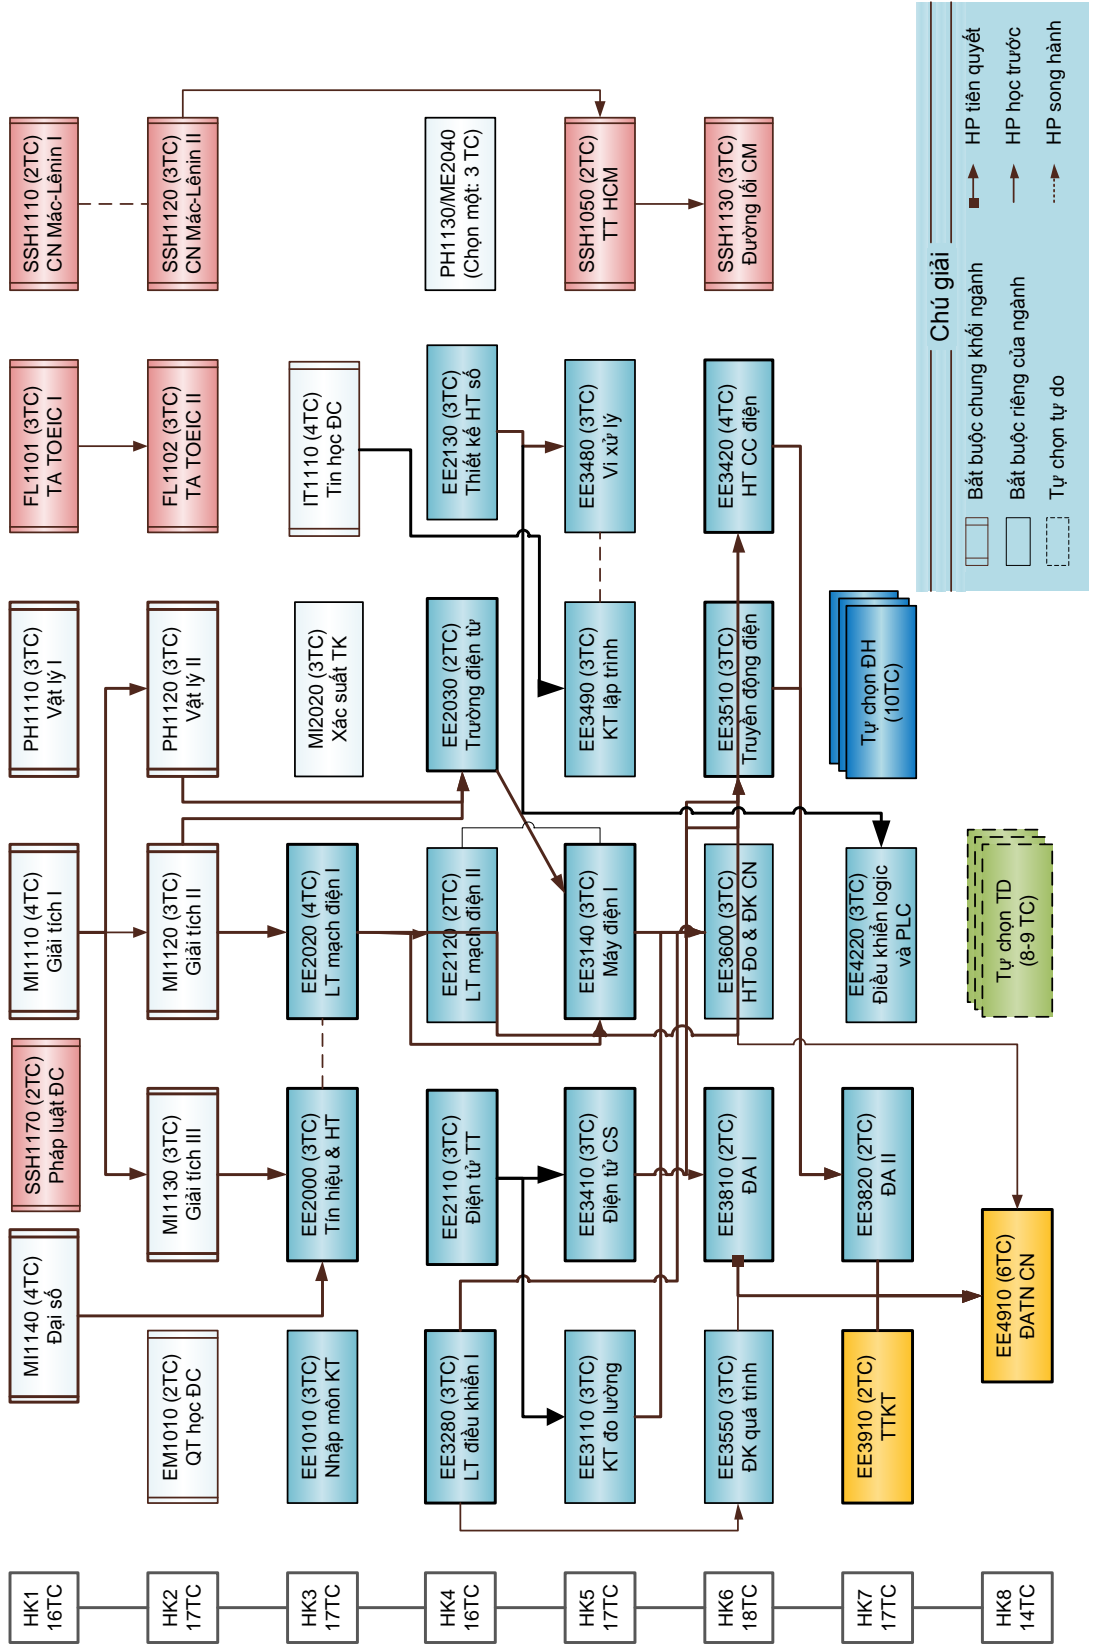 HK1
16TC
MI1140 (4TC)
Đại số
SSH1170 (2TC)
Pháp luật ĐC
MI1110 (4TC)
Giải tích I
PH1110 (3TC)
Vật lý I
FL1101 (3TC)
TA TOEIC I
SSH1110 (2TC)
CN Mác-Lênin I
HK2
17TC
EM1010 (2TC)
QT học ĐC
MI1130 (3TC)
Giải tích III
MI1120 (3TC)
Giải tích II
PH1120 (3TC)
Vật lý II
FL1102 (3TC)
TA TOEIC II
SSH1120 (3TC)
CN Mác-Lênin II
HK3
17TC
EE1010 (3TC)
Nhập môn KT
EE2000 (3TC)
Tín hiệu & HT
EE2020 (4TC)
LT mạch điện I
MI2020 (3TC)
Xác suất TK
IT1110 (4TC)
Tin học ĐC
HK4
16TC
EE3280 (3TC)
LT điều khiển I
EE2110 (3TC)
Điện tử TT
EE2120 (2TC)
LT mạch điện II
EE2030 (2TC)
Trường điện từ
EE2130 (3TC)
Thiết kế HT số
PH1130/ME2040
(Chọn một: 3 TC)
HK5
17TC
EE3110 (3TC)
KT đo lường
EE3410 (3TC)
Điện tử CS
EE3140 (3TC)
Máy điện I
EE3490 (3TC)
KT lập trình
EE3480 (3TC)
Vi xử lý
SSH1050 (2TC)
TT HCM
HK6
18TC
EE3550 (3TC)
ĐK quá trình
EE3810 (2TC)
ĐA I
EE3600 (3TC)
HT Đo & ĐK CN
EE3510 (3TC)
Truyền động điện
EE3420 (4TC)
HT CC điện
SSH1130 (3TC)
Đường lối CM
HK7
17TC
EE3910 (2TC)
TTKT
EE3820 (2TC)
ĐA II
EE4220 (3TC)
Điều khiển logic
và PLC
Tự chọn ĐH
(10TC)
HK8
14TC
EE4910 (6TC)
ĐATN CN
Tự chọn TD
(8-9 TC)
Chú giải
Bắt buộc chung khối ngành
HP tiên quyết
Bắt buộc riêng của ngành
HP học trước
Tự chọn tự do
HP song hành